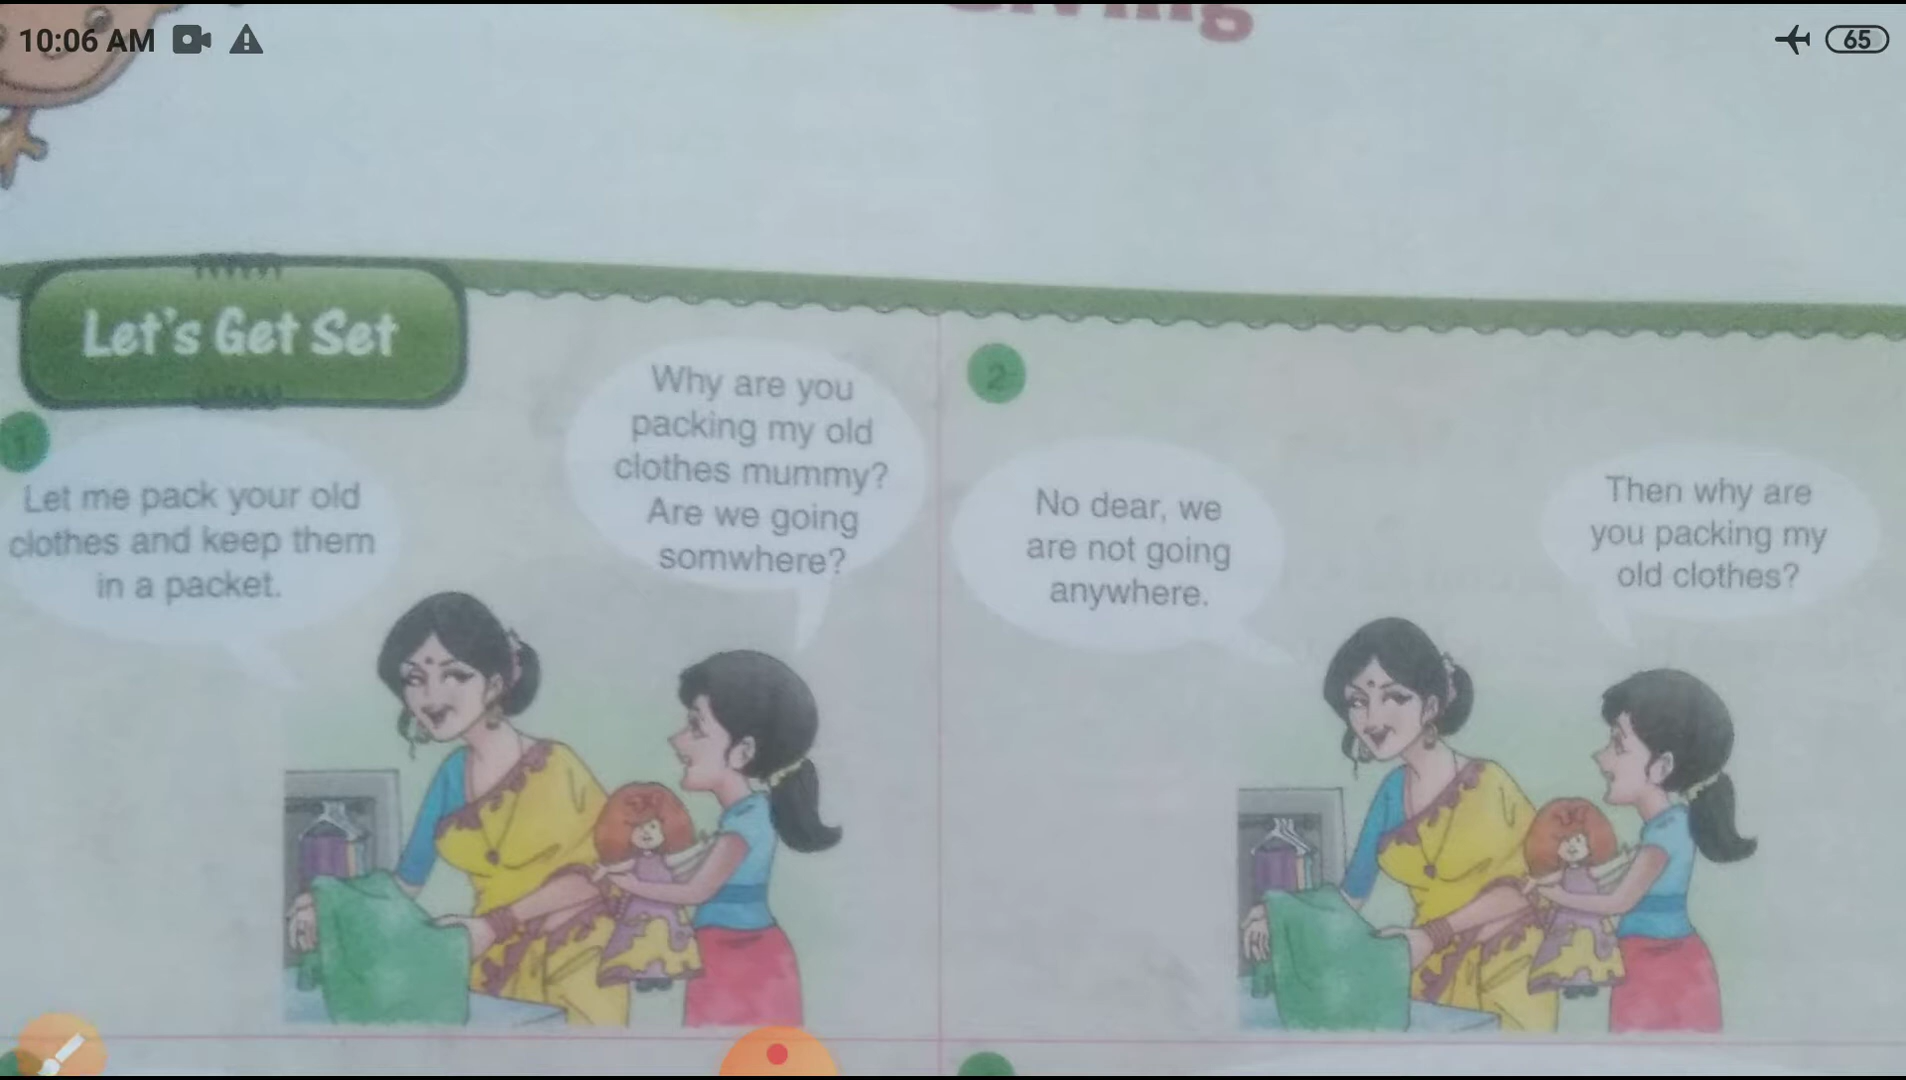 10:06 AM
65
Let's Get Set
1
Let me pack your old
clothes and keep them
in a packet.
Why are you
packing my old
clothes mummy?
Are we going
somwhere?
2
No dear, we
are not going
anywhere.
Then why are
you packing my
old clothes?